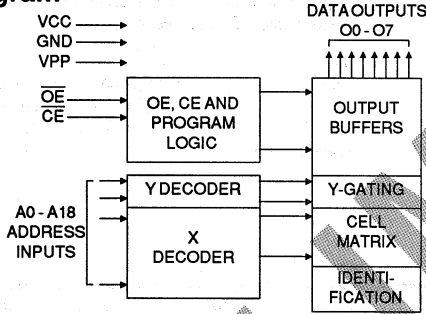 DATA OUTPUTS
O0 - O7
VCC
GND
VPP
OE
CE
OE, CE AND
PROGRAM
LOGIC
OUTPUT
BUFFERS
A0 - A18
ADDRESS
INPUTS
Y DECODER
X
DECODER
Y-GATING
CELL
MATRIX
IDENTI-
FICATION